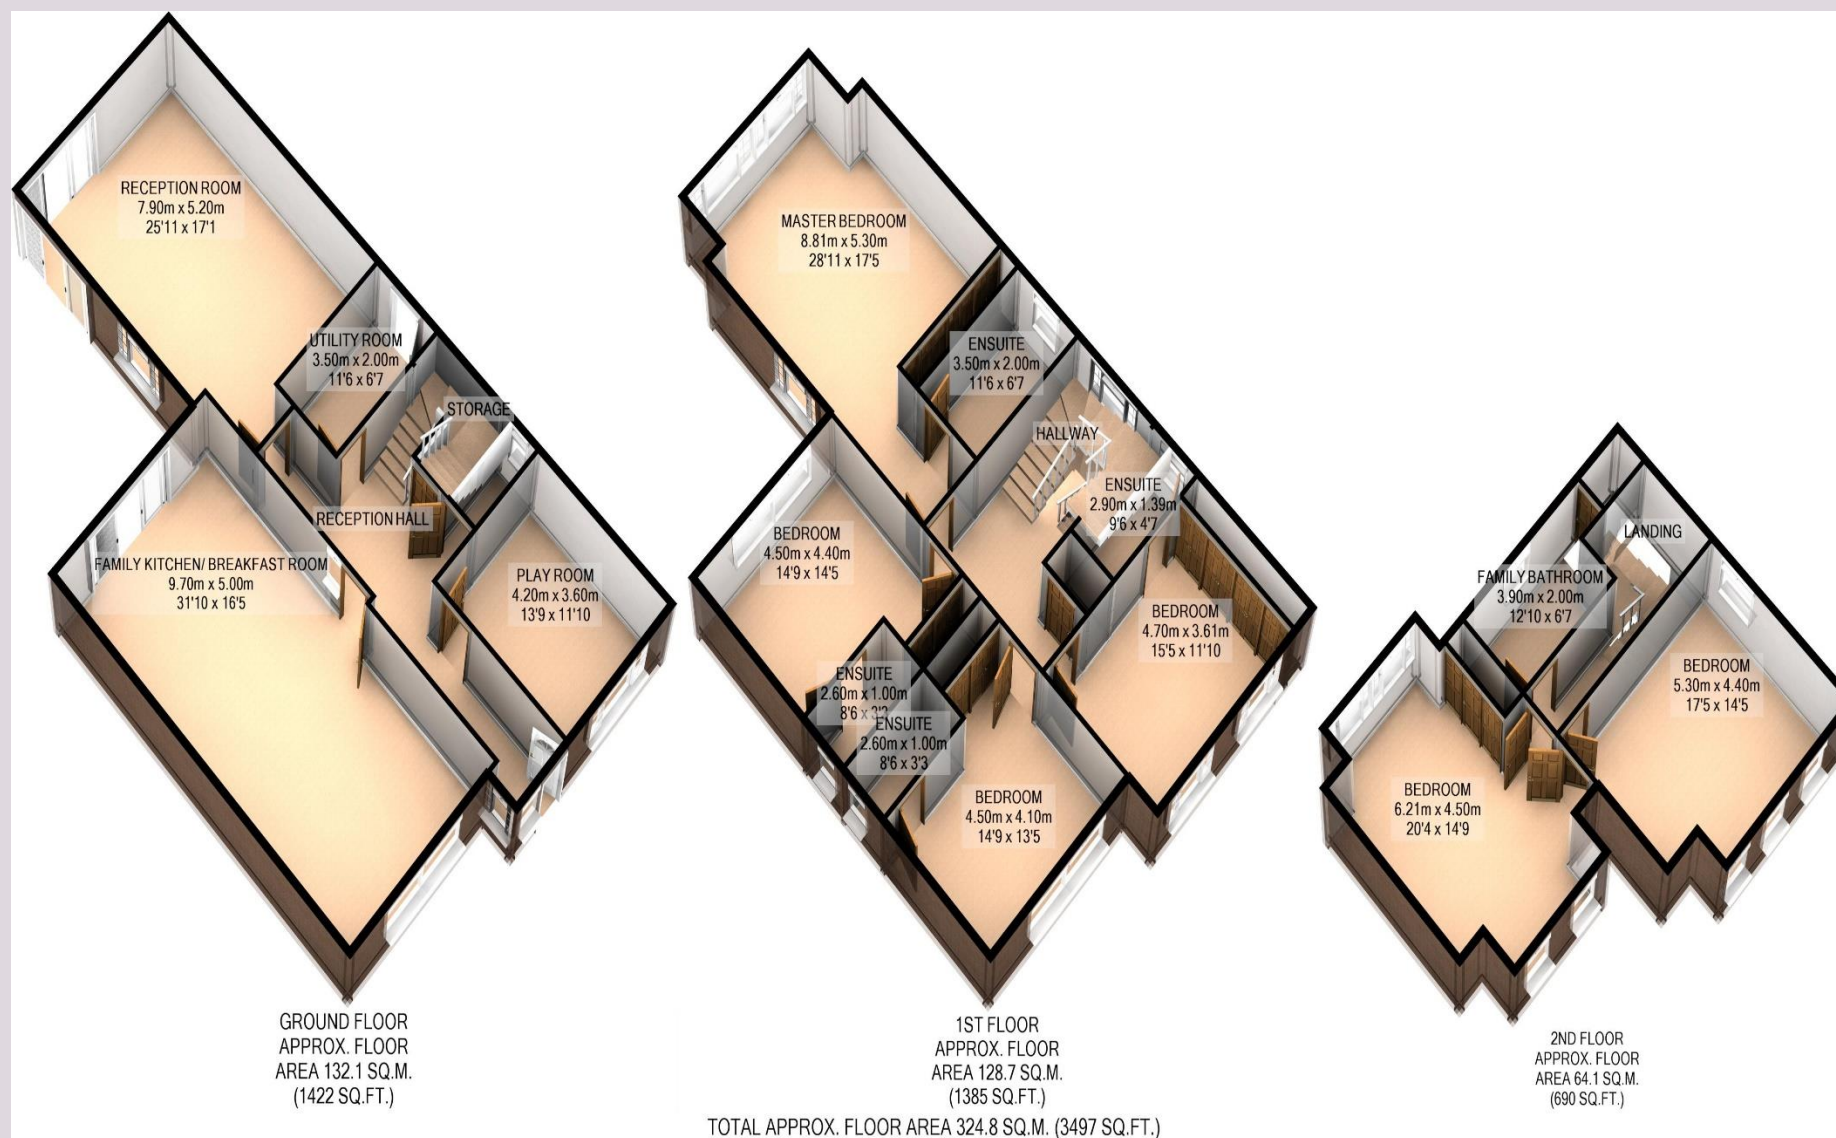 RECEPTION ROOM
7.90m x 5.20m
25'11 x 17'1
UTILITY ROOM
3.50m x 2.00m
11'6 x 6'7
STORAGE
RECEPTION HALL
FAMILY KITCHEN/ BREAKFAST ROOM
9.70m x 5.00m
31'10 x 16'5
PLAY ROOM
4.20m x 3.60m
13'9 x 11'10
GROUND FLOOR
APPROX. FLOOR
AREA 132.1 SQ.M.
(1422 SQ.FT.)
MASTER BEDROOM
8.81m x 5.30m
28'11 x 17'5
ENSUITE
3.50m x 2.00m
11'6 x 6'7
HALLWAY
ENSUITE
2.90m x 1.39m
9'6 x 4'7
BEDROOM
4.50m x 4.40m
14'9 x 14'5
BEDROOM
4.70m x 3.61m
15'5 x 11'10
ENSUITE
2.60m x 1.00m
8'6 x 3'3
ENSUITE
2.60m x 1.00m
8'6 x 3'3
BEDROOM
4.50m x 4.10m
14'9 x 13'5
1ST FLOOR
APPROX. FLOOR
AREA 128.7 SQ.M.
(1385 SQ.FT.)
LANDING
FAMILY BATHROOM
3.90m x 2.00m
12'10 x 6'7
BEDROOM
5.30m x 4.40m
17'5 x 14'5
BEDROOM
6.21m x 4.50m
20'4 x 14'9
2ND FLOOR
APPROX. FLOOR
AREA 64.1 SQ.M.
(690 SQ.FT.)
TOTAL APPROX. FLOOR AREA 324.8 SQ.M. (3497 SQ.FT.)